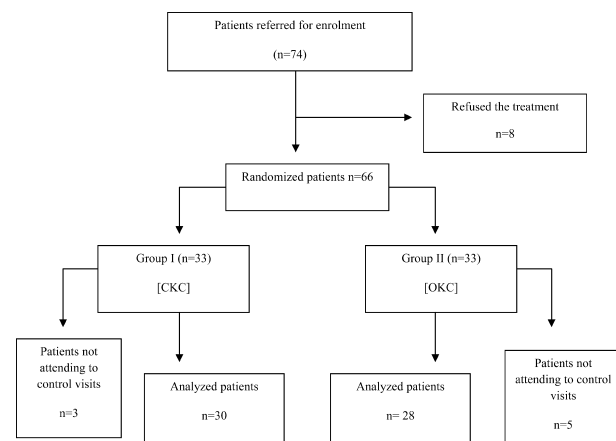 Patients referred for enrolment
(n=74)
Refused the treatment
n=8
Randomized patients n=66
Group I (n=33)
[CKC]
Group II (n=33)
[OKC]
Patients not
attending to
control visits
n=3
Analyzed patients
n=30
Analyzed patients
n= 28
Patients not
attending to control
visits
n=5